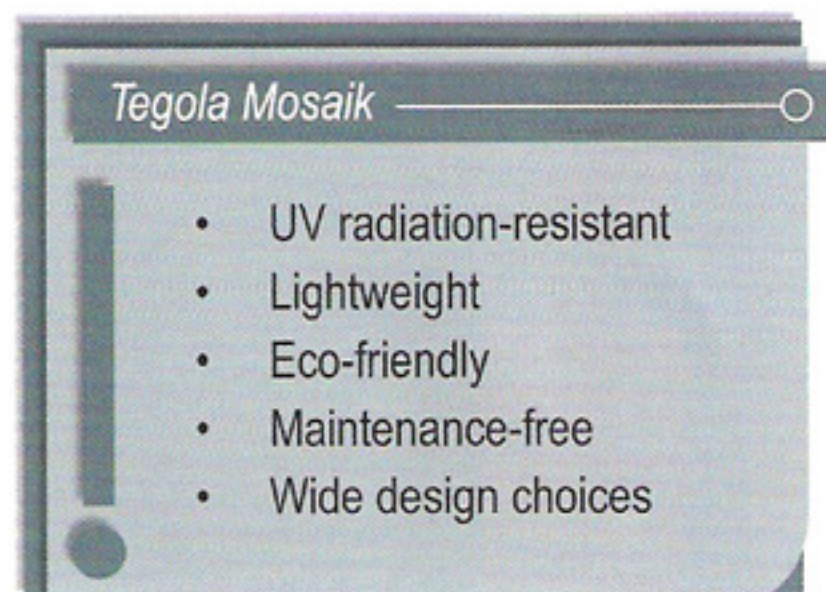 Tegola Mosaik
• UV radiation-resistant
• Lightweight
• Eco-friendly
• Maintenance-free
• Wide design choices